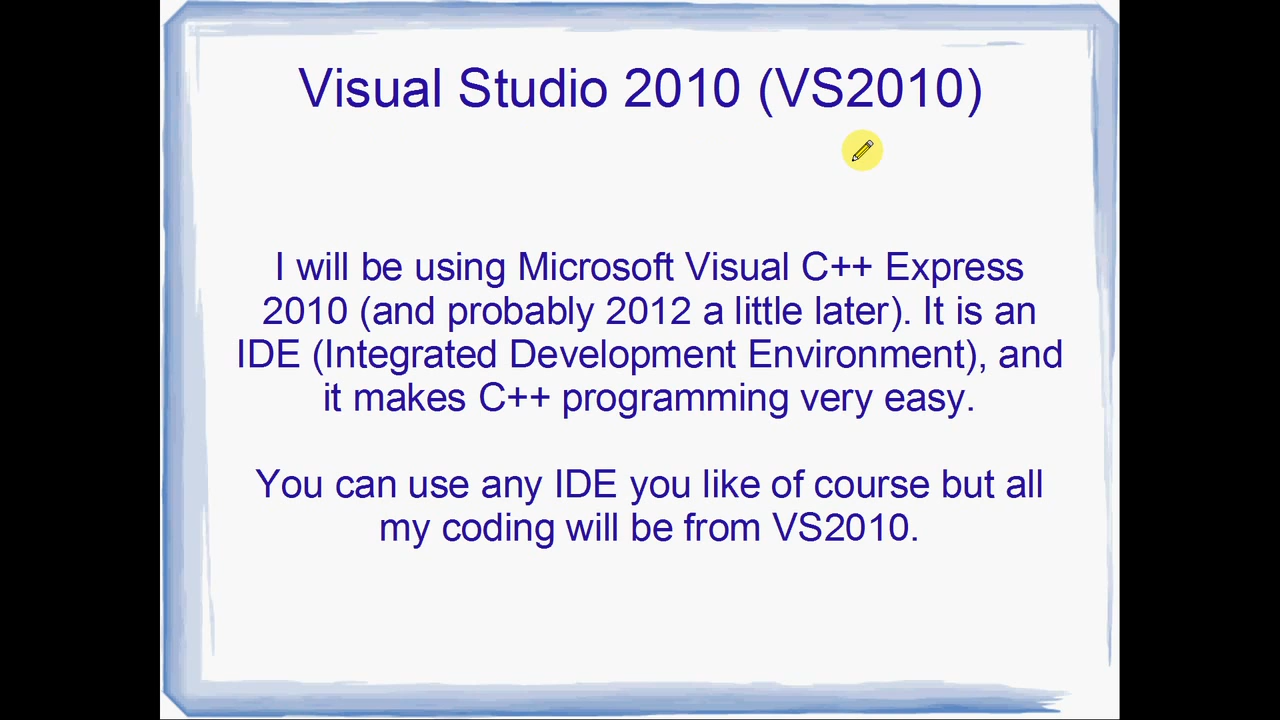 Visual Studio 2010 (VS2010)
I will be using Microsoft Visual C++ Express
2010 (and probably 2012 a little later). It is an
IDE (Integrated Development Environment), and
it makes C++ programming very easy.
You can use any IDE you like of course but all
my coding will be from VS2010.